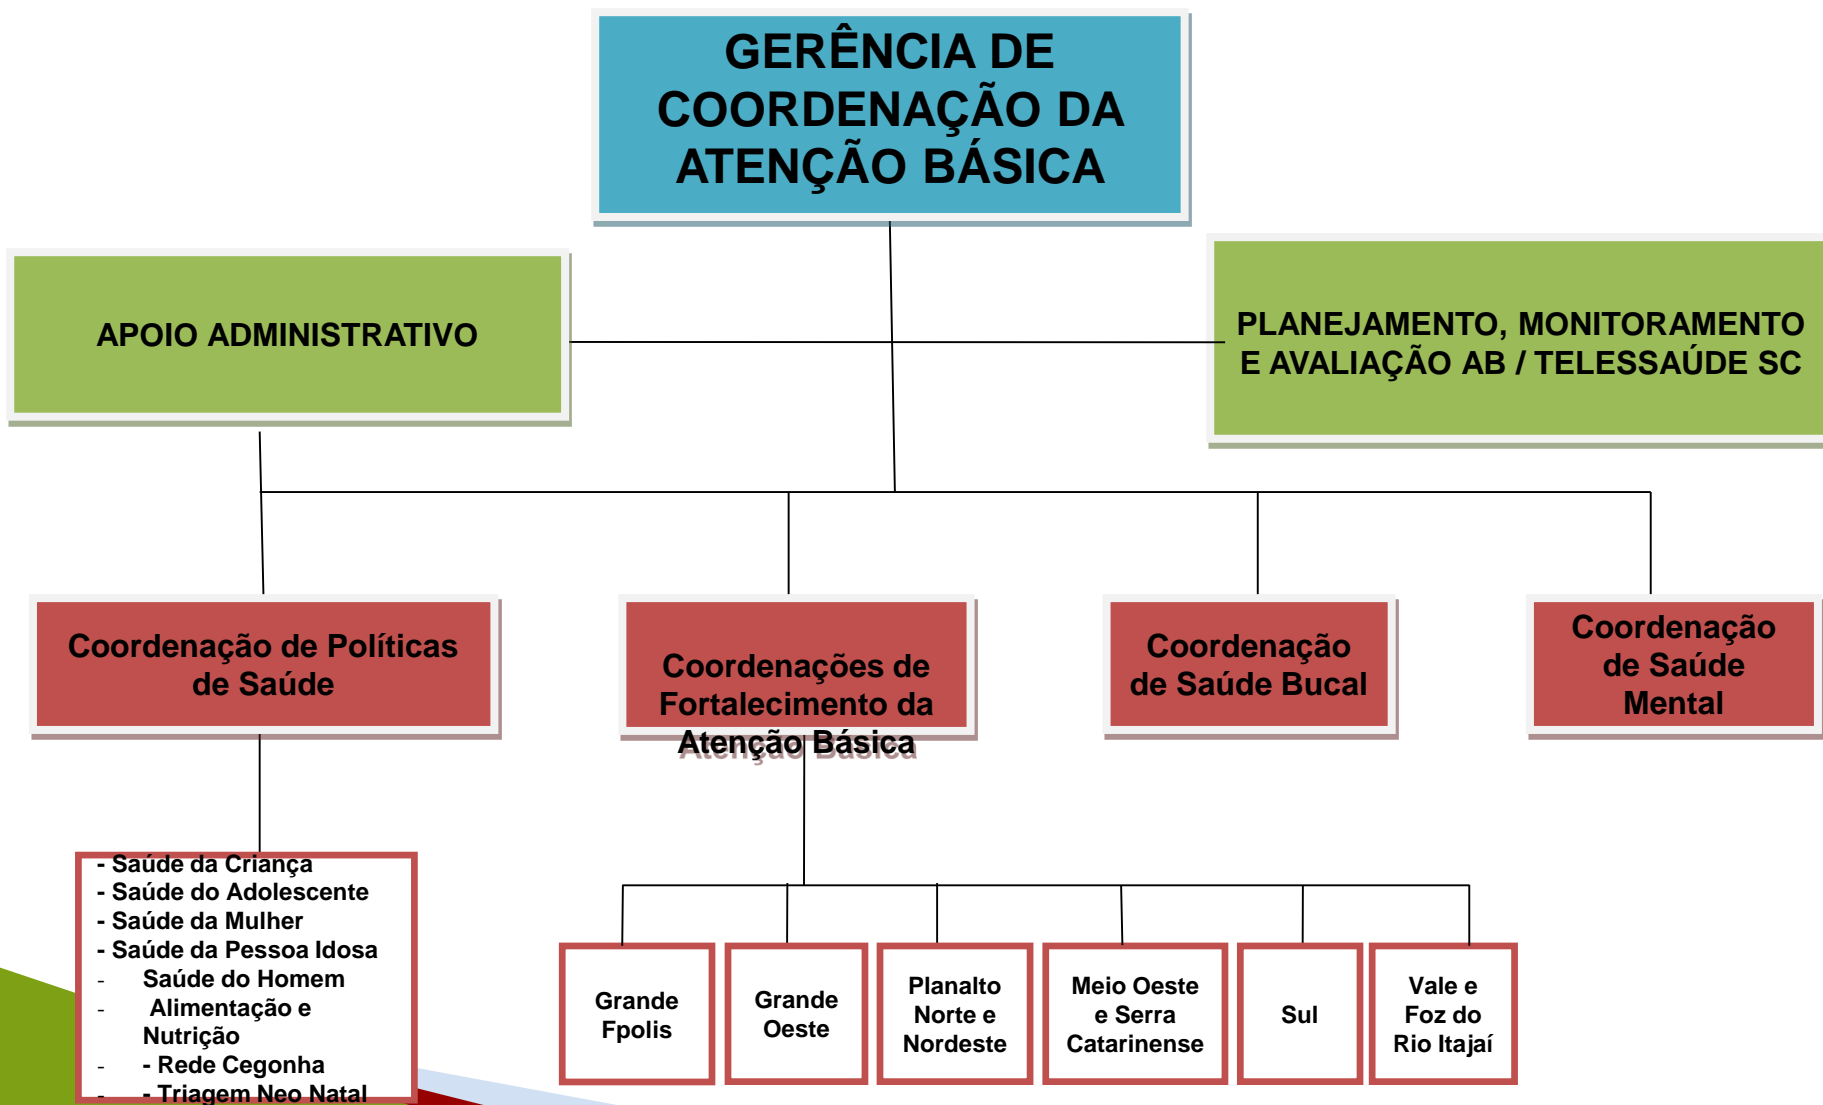 GERÊNCIA DE
COORDENAÇÃO DA
ATENÇÃO BÁSICA
APOIO ADMINISTRATIVO
PLANEJAMENTO, MONITORAMENTO
E AVALIAÇÃO AB / TELESSAÚDE SC
Coordenação de Políticas
de Saúde
Coordenações de
Fortalecimento da
Atenção Básica
Coordenação
de Saúde Bucal
Coordenação
de Saúde
Mental
- Saúde da Criança
- Saúde do Adolescente
- Saúde da Mulher
- Saúde da Pessoa Idosa
- Saúde do Homem
- Alimentação e
Nutrição
- - Rede Cegonha
- - Triagem Neo Natal
Grande
Fpolis
Grande
Oeste
Planalto
Norte e
Nordeste
Meio Oeste
e Serra
Catarinense
Sul
Vale e
Foz do
Rio Itajaí